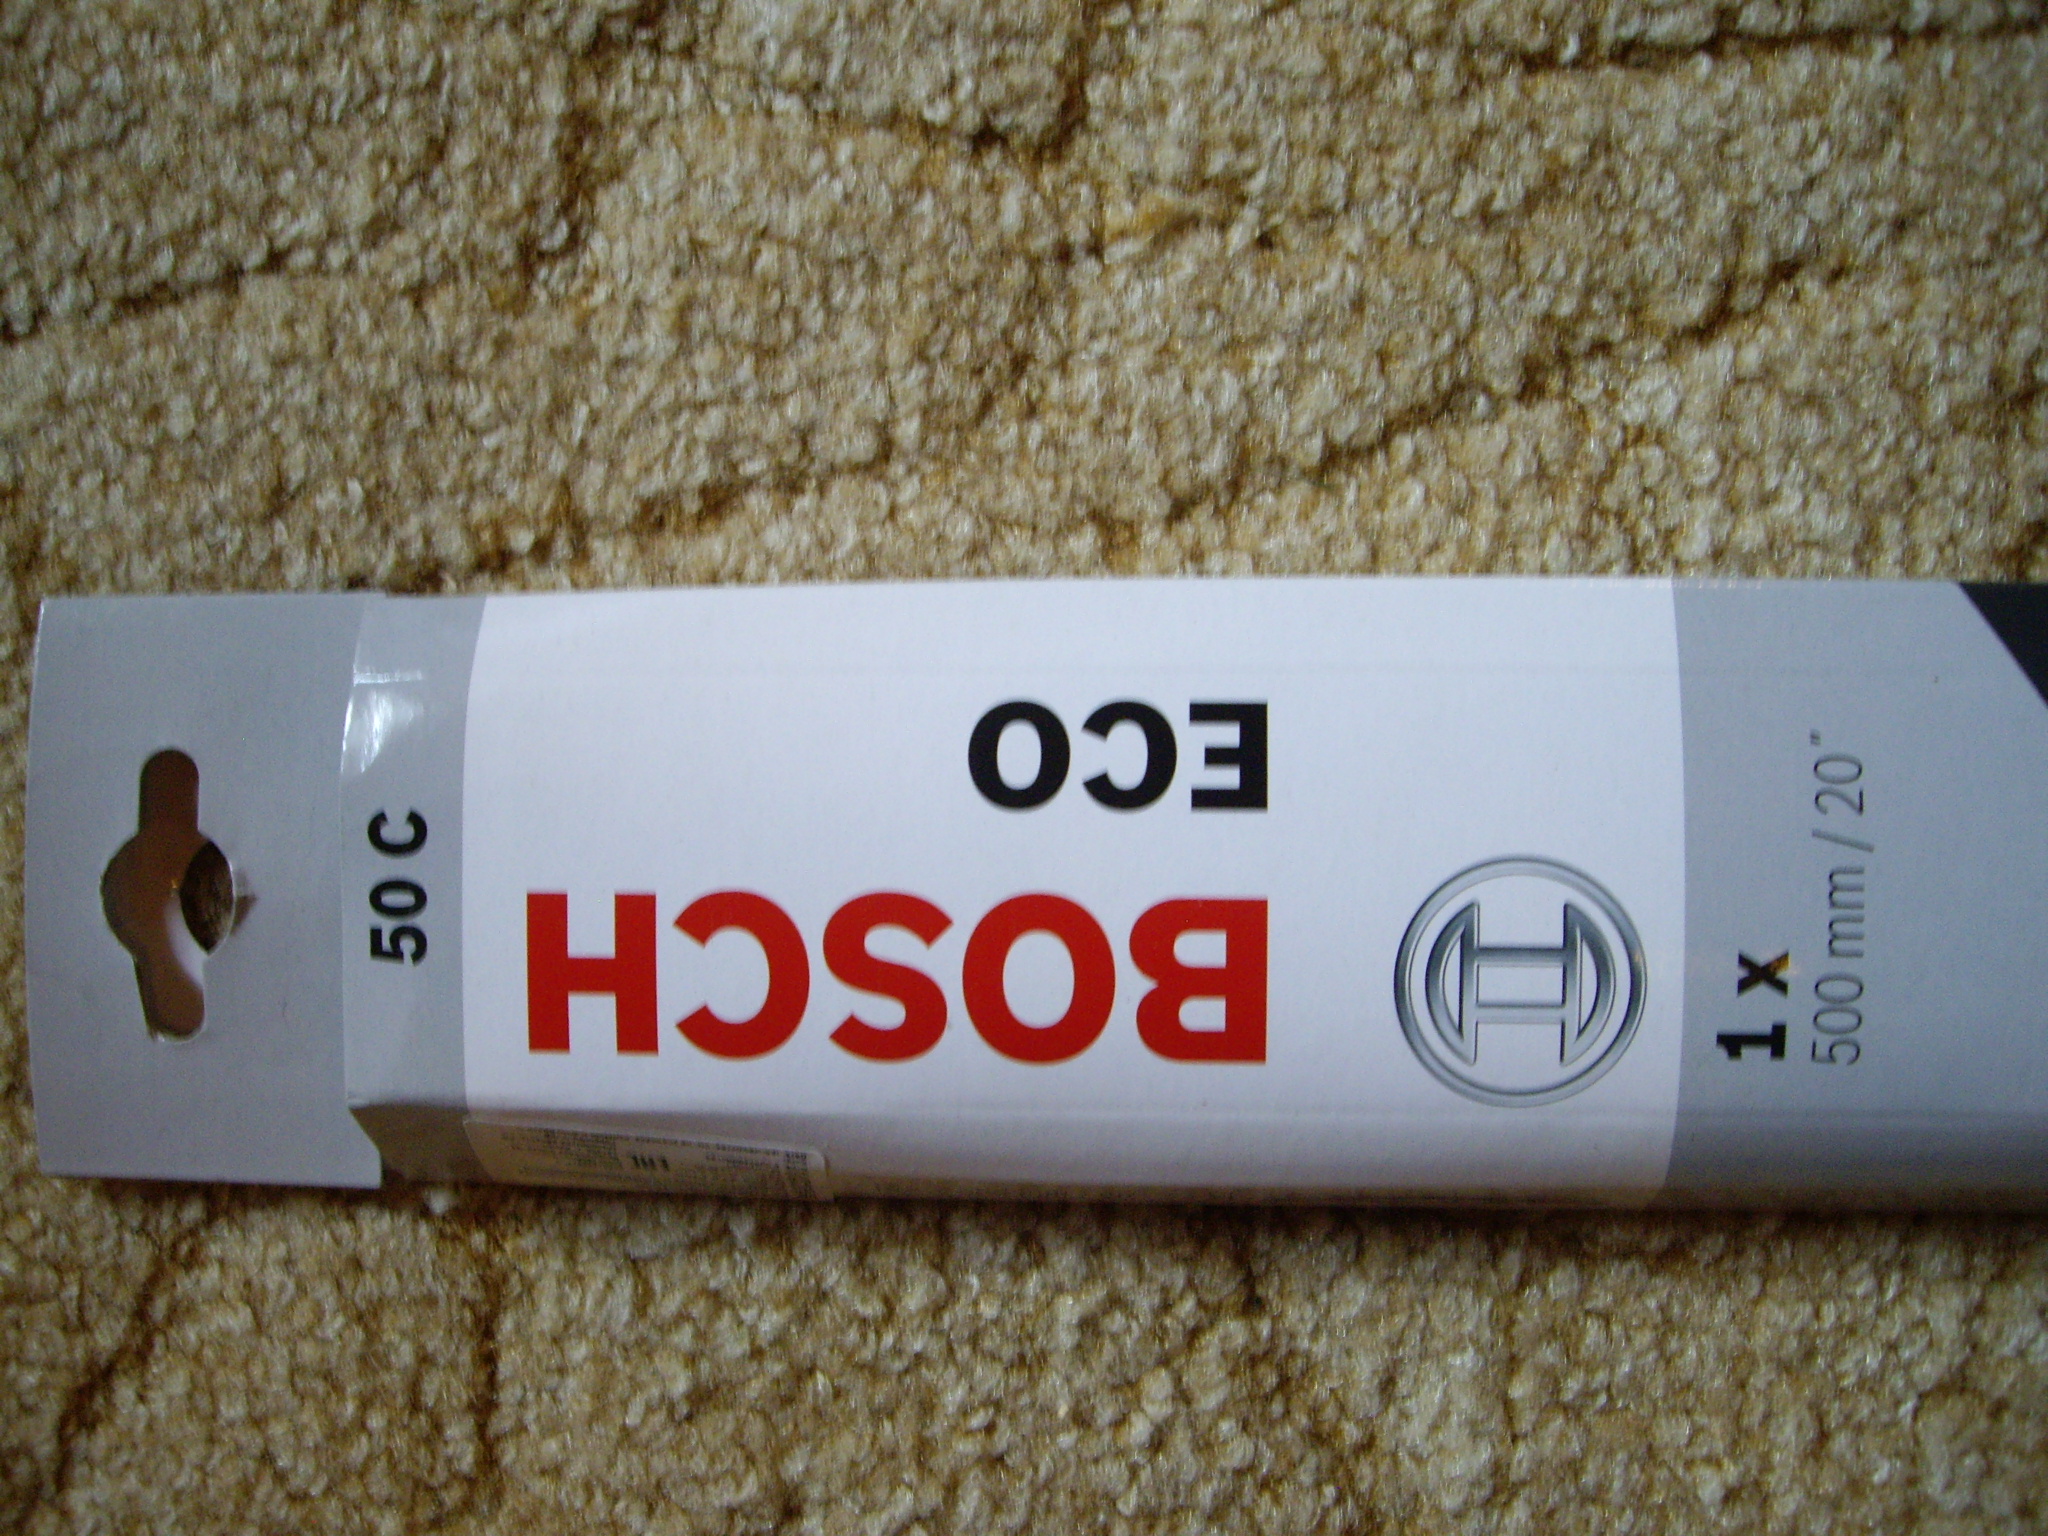 50 C
BOSCH
ECO
1 x
500 mm / 20"